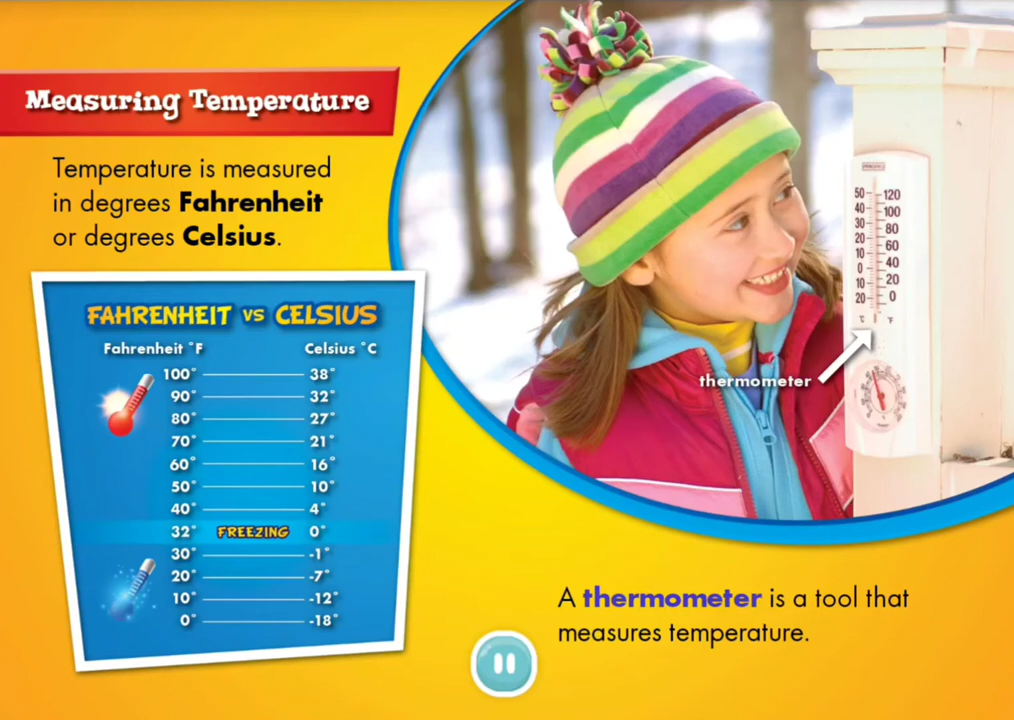 Measuring Temperature
Temperature is measured
in degrees Fahrenheit
or degrees Celsius.
FAHRENHEIT VS CELSIUS
Fahrenheit °F Celsius °C
100° 38°
90° 32°
80° 27°
70° 21°
60° 16°
50° 10°
40° 4°
32° FREEZING 0°
30° -1°
20° -7°
10° -12°
0° -18°
50 120
40 100
30 80
20 60
10 40
0 20
10 0
20
°C °F
thermometer
A thermometer is a tool that
measures temperature.